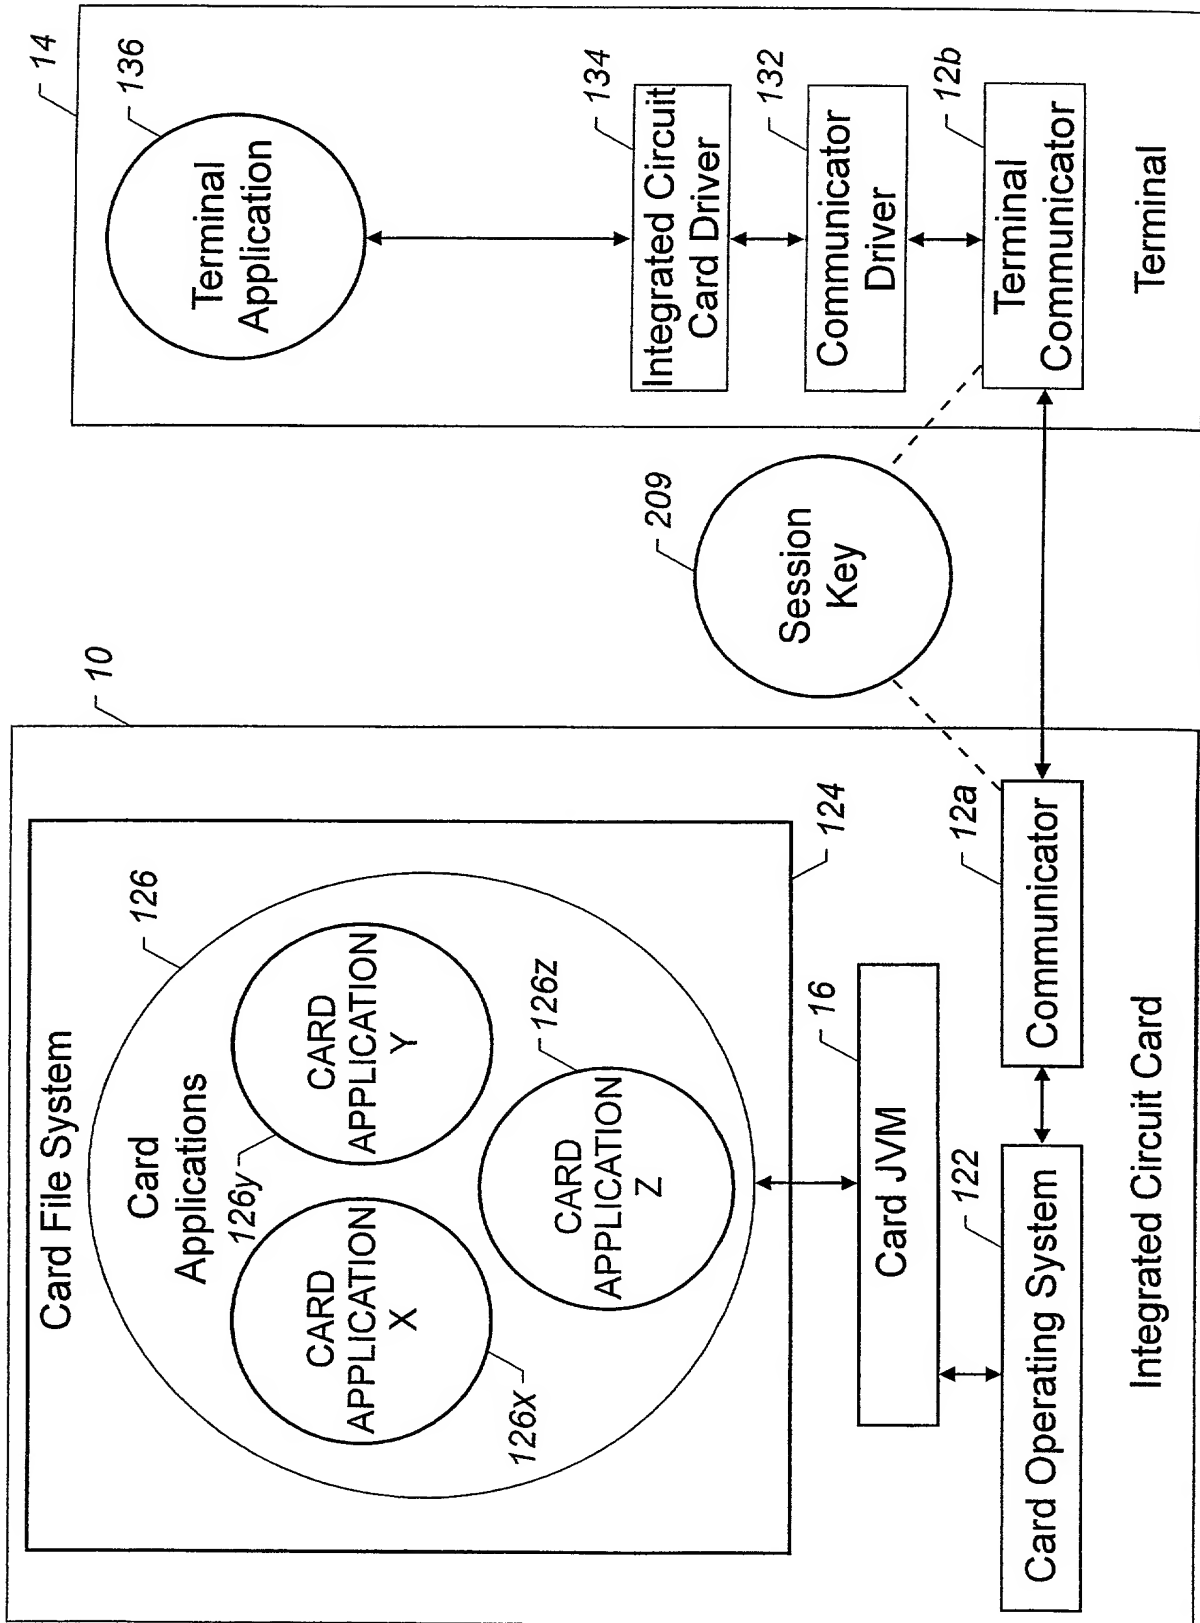 Card File System
Card
Applications
126
CARD
APPLICATION
X
126x
CARD
APPLICATION
Y
126y
CARD
APPLICATION
Z
126z
124
10
Card JVM
16
Card Operating System
122
Communicator
12a
Integrated Circuit Card
Session
Key
209
14
Terminal
Application
136
Integrated Circuit
Card Driver
134
Communicator
Driver
132
Terminal
Communicator
12b
Terminal